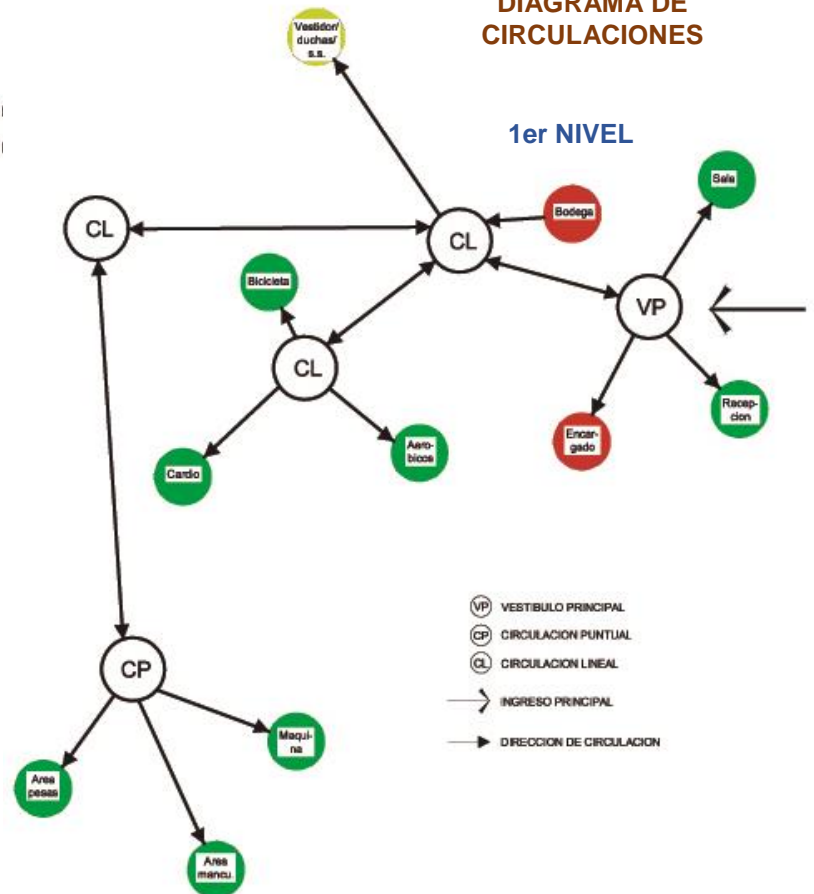 DIAGRAMA DE
CIRCULACIONES
1er NIVEL
Vestidor/
duchas/
s.s.
Sala
Bodega
CL
CL
Bicicleta
VP
CL
Recep-
cion
Encar-
gado
Aero-
bicos
Cardio
VP VESTIBULO PRINCIPAL
CP CIRCULACION PUNTUAL
CL CIRCULACION LINEAL
INGRESO PRINCIPAL
DIRECCION DE CIRCULACION
CP
Maqui-
na
Area
pesas
Area
mancu.